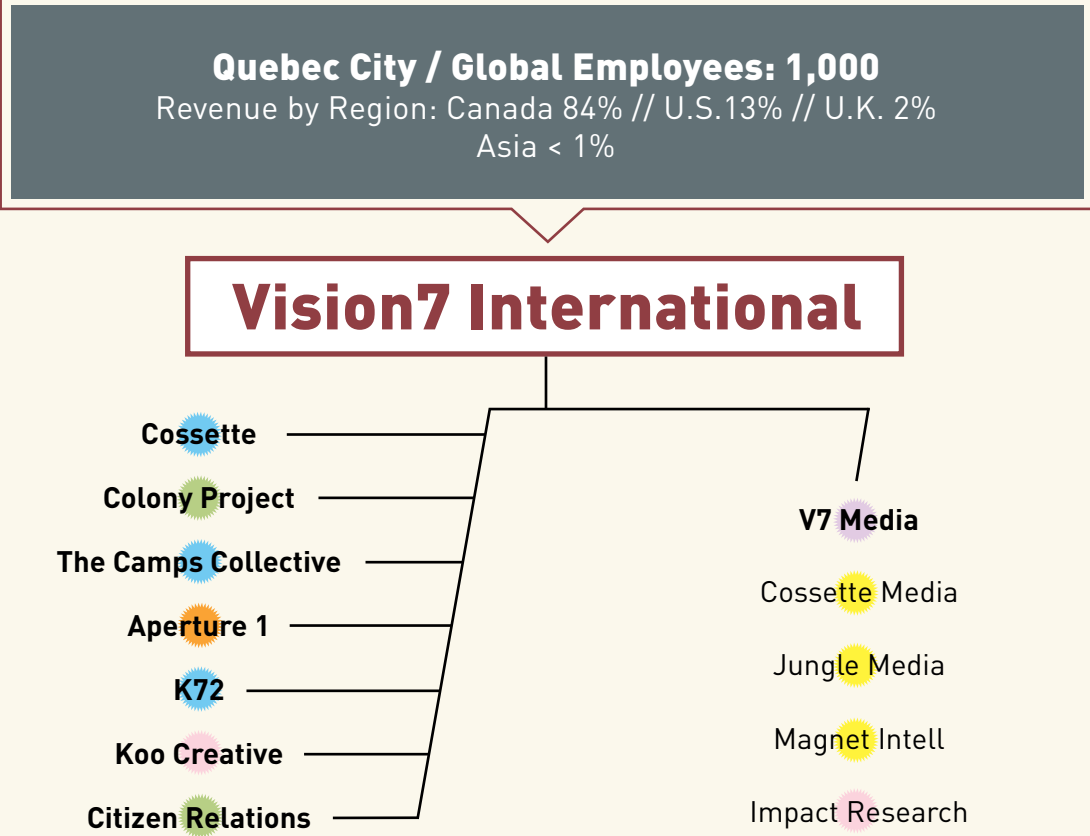 Quebec City / Global Employees: 1,000
Revenue by Region: Canada 84% // U.S.13% // U.K. 2%
Asia < 1%
Vision7 International
Cossette
Colony Project
The Camps Collective
Aperture 1
K72
Koo Creative
Citizen Relations
V7 Media
Cossette Media
Jungle Media
Magnet Intell
Impact Research